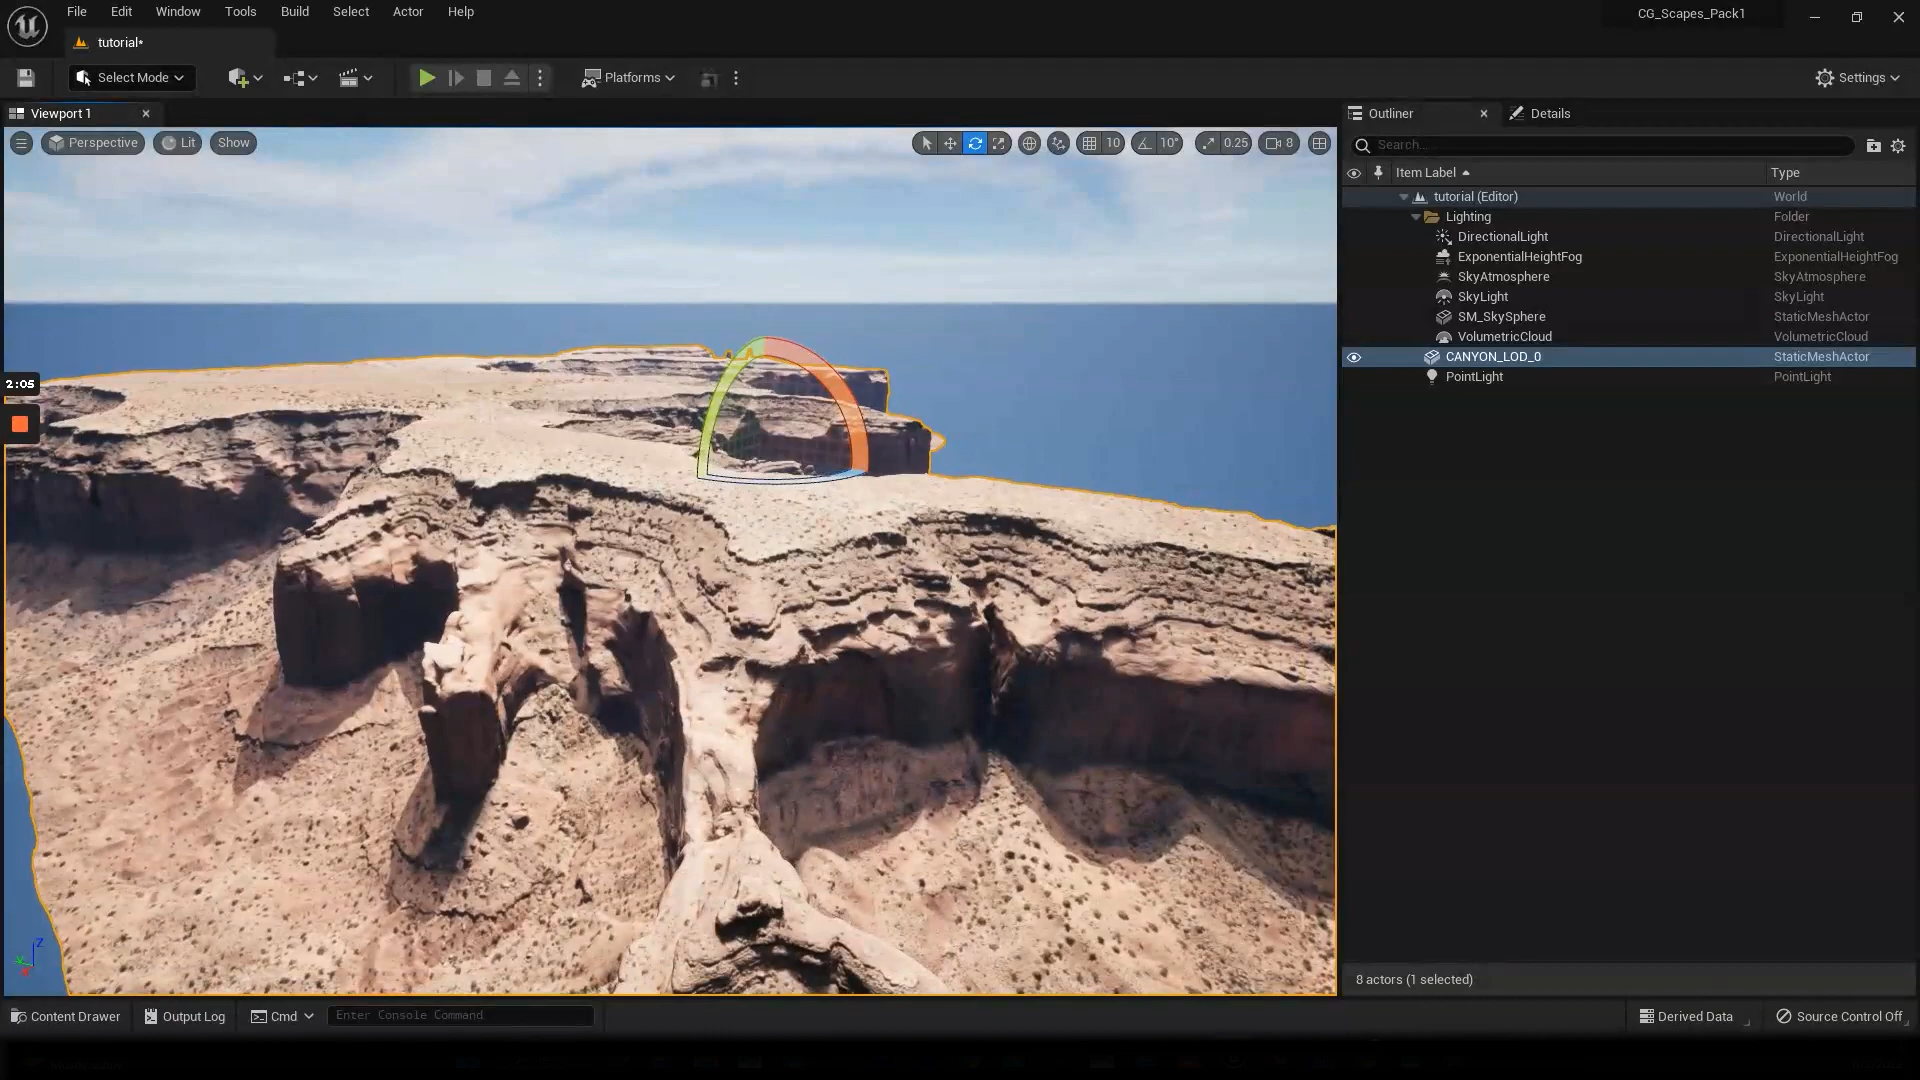 File Edit Window Tools Build Select Actor Help
CG_Scapes_Pack1
tutorial*
Select Mode
Platforms
Settings
Viewport 1
Perspective
Lit
Show
10
10°
0.25
8
2:05
Z
Outliner
Details
Search...
Item Label
Type
tutorial (Editor) World
Lighting Folder
DirectionalLight DirectionalLight
ExponentialHeightFog ExponentialHeightFog
SkyAtmosphere SkyAtmosphere
SkyLight SkyLight
SM_SkySphere StaticMeshActor
VolumetricCloud VolumetricCloud
CANYON_LOD_0 StaticMeshActor
PointLight PointLight
8 actors (1 selected)
Content Drawer
Output Log
Cmd
Enter Console Command
Derived Data
Source Control Off